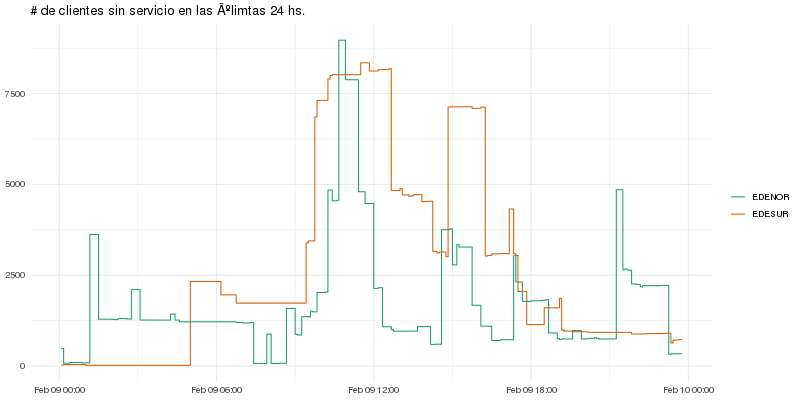 # de clientes sin servicio en las Ãºlimtas 24 hs.
7500
5000
2500
0
Feb 09 00:00 Feb 09 06:00 Feb 09 12:00 Feb 09 18:00 Feb 10 00:00
EDENOR
EDESUR